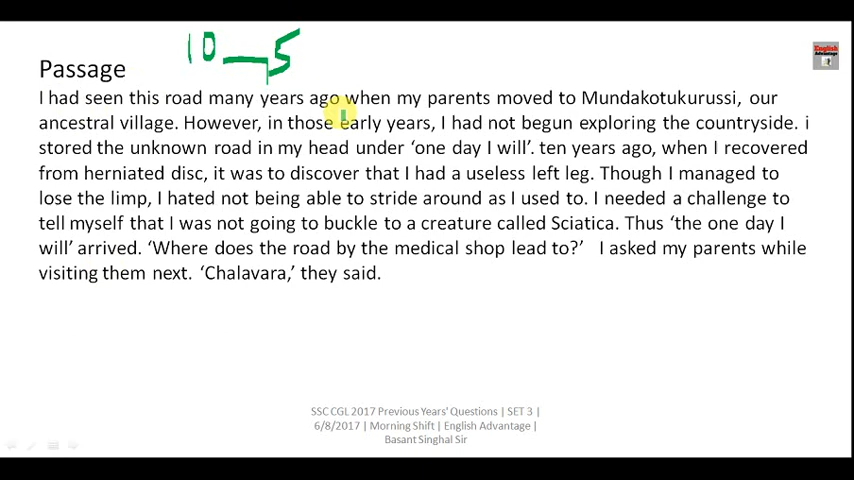 10 5
Passage
English
Advantage
I had seen this road many years ago when my parents moved to Mundakotukurussi, our
ancestral village. However, in those early years, I had not begun exploring the countryside. i
stored the unknown road in my head under ‘one day I will’. ten years ago, when I recovered
from herniated disc, it was to discover that I had a useless left leg. Though I managed to
lose the limp, I hated not being able to stride around as I used to. I needed a challenge to
tell myself that I was not going to buckle to a creature called Sciatica. Thus ‘the one day I
will’ arrived. ‘Where does the road by the medical shop lead to?’ I asked my parents while
visiting them next. ‘Chalavara,’ they said.
SSC CGL 2017 Previous Years' Questions | SET 3 |
6/8/2017 | Morning Shift | English Advantage |
Basant Singhal Sir